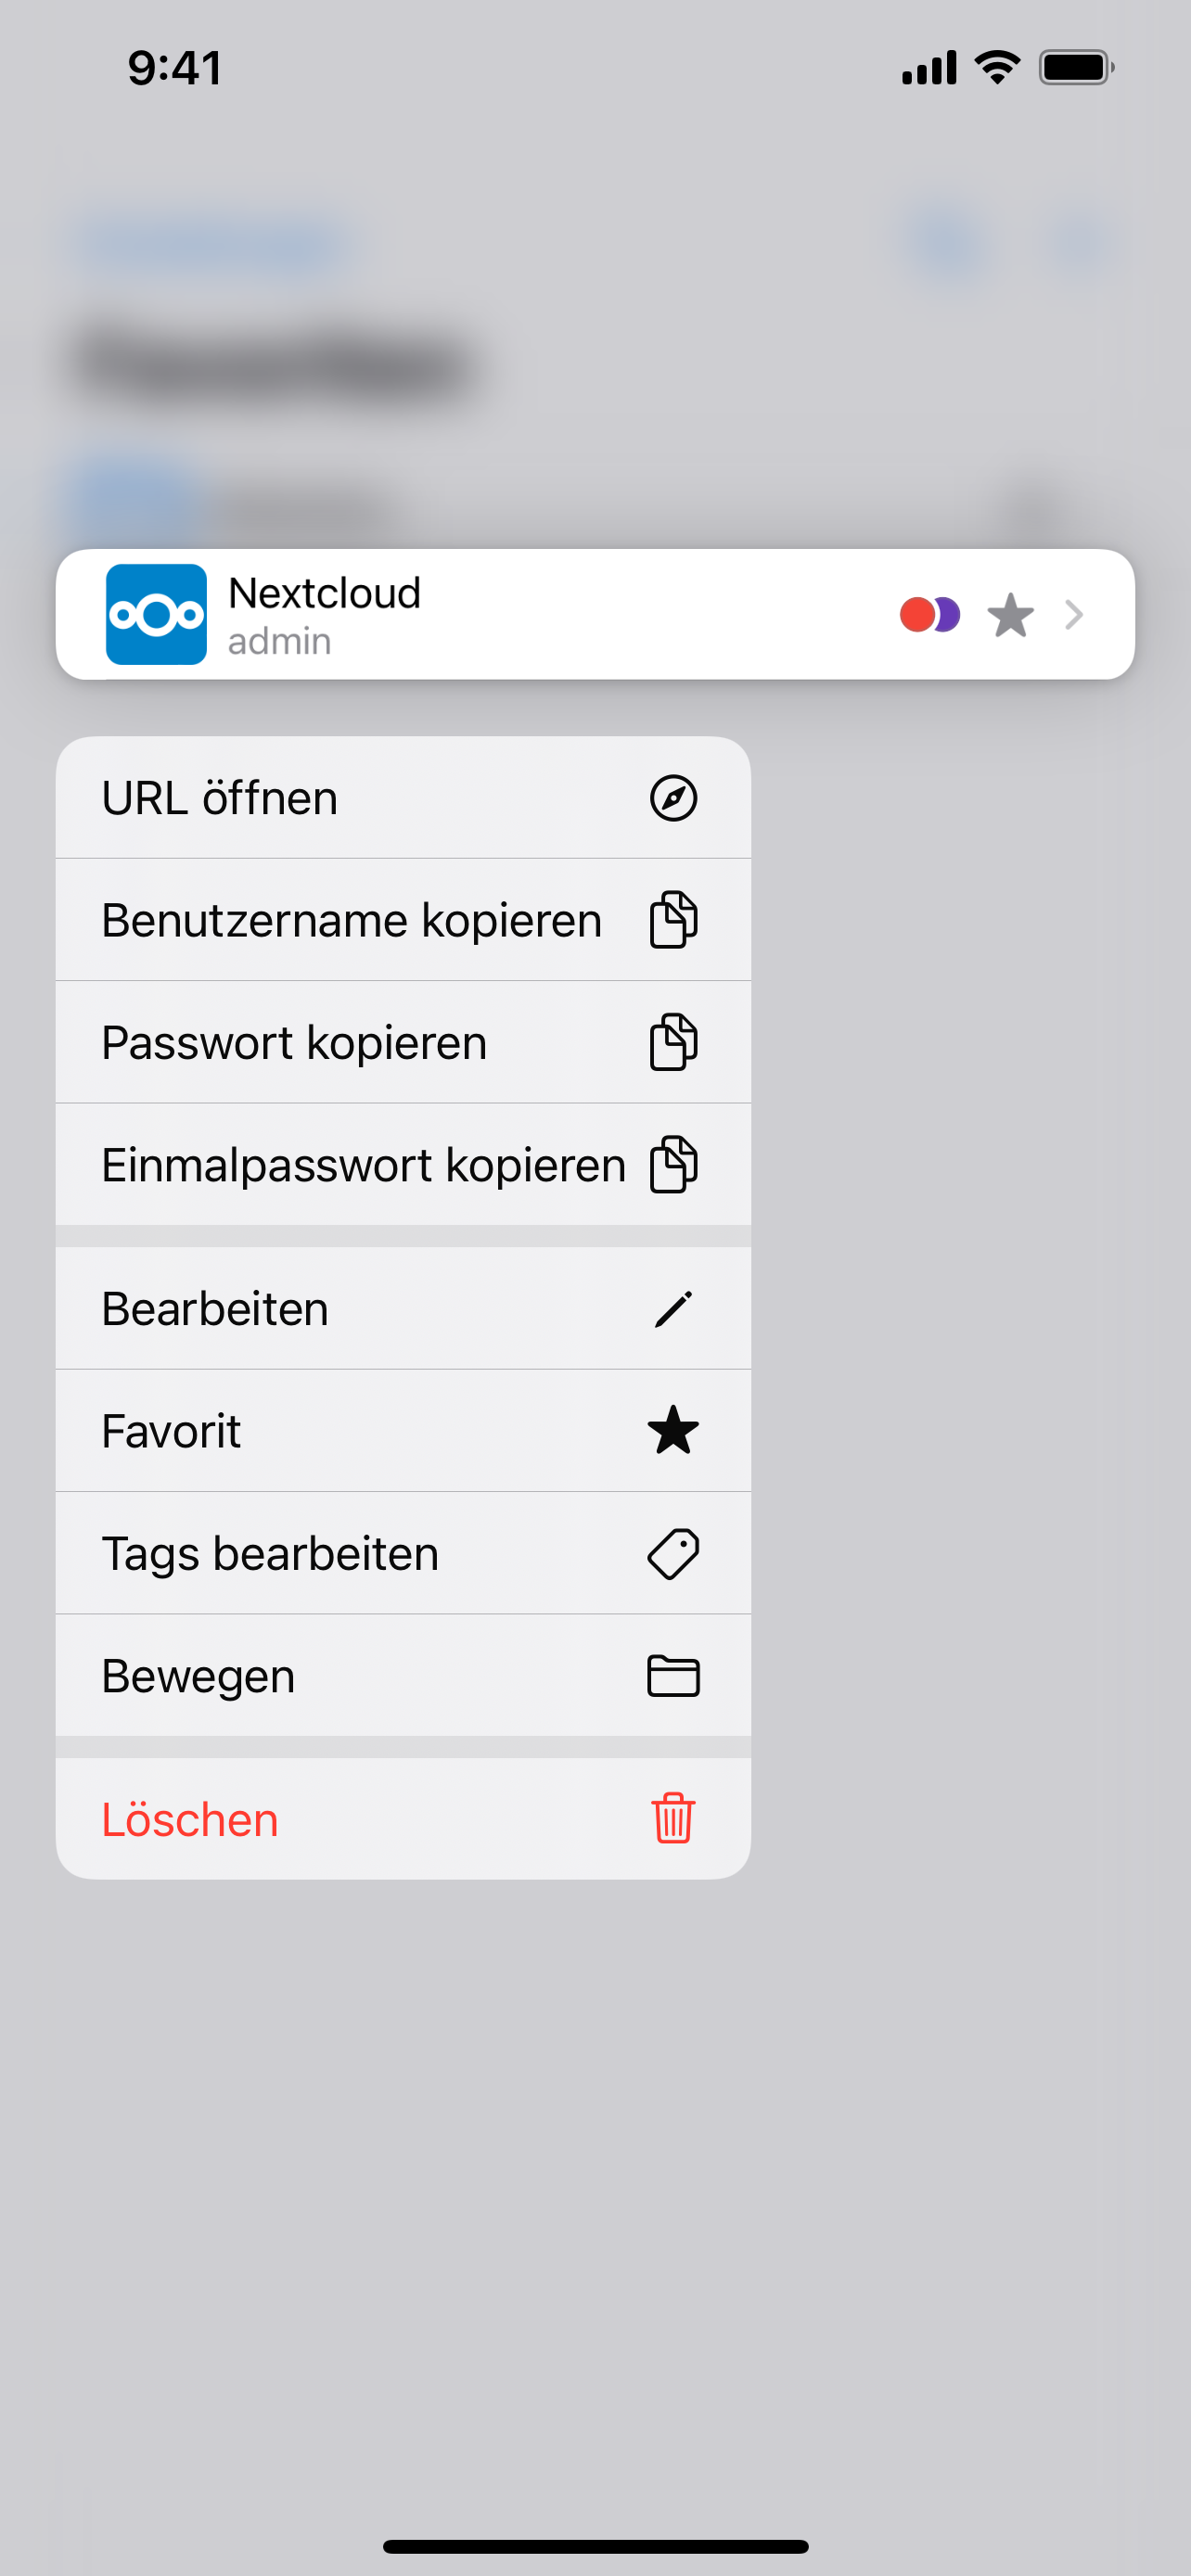 9:41
Nextcloud
admin
URL öffnen
Benutzername kopieren
Passwort kopieren
Einmalpasswort kopieren
Bearbeiten
Favorit
Tags bearbeiten
Bewegen
Löschen